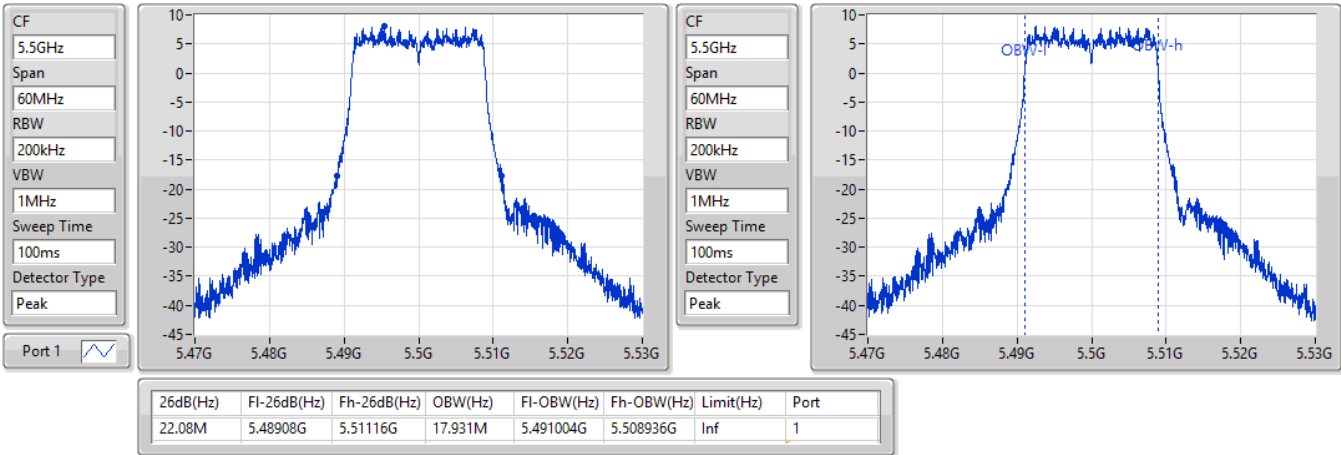 CF
5.5GHz
Span
60MHz
RBW
200kHz
VBW
1MHz
Sweep Time
100ms
Detector Type
Peak
Port 1
10-
5-
0-
-5-
-10-
-15-
-20-
-25-
-30-
-35-
-40-
-45-
5.47G 5.48G 5.49G 5.5G 5.51G 5.52G 5.53G
CF
5.5GHz
Span
60MHz
RBW
200kHz
VBW
1MHz
Sweep Time
100ms
Detector Type
Peak
10-
5-
0-
-5-
-10-
-15-
-20-
-25-
-30-
-35-
-40-
-45-
OBW-l OBW-h
5.47G 5.48G 5.49G 5.5G 5.51G 5.52G 5.53G
26dB(Hz) Fl-26dB(Hz) Fh-26dB(Hz) OBW(Hz) Fl-OBW(Hz) Fh-OBW(Hz) Limit(Hz) Port
22.08M 5.48908G 5.51116G 17.931M 5.491004G 5.508936G Inf 1